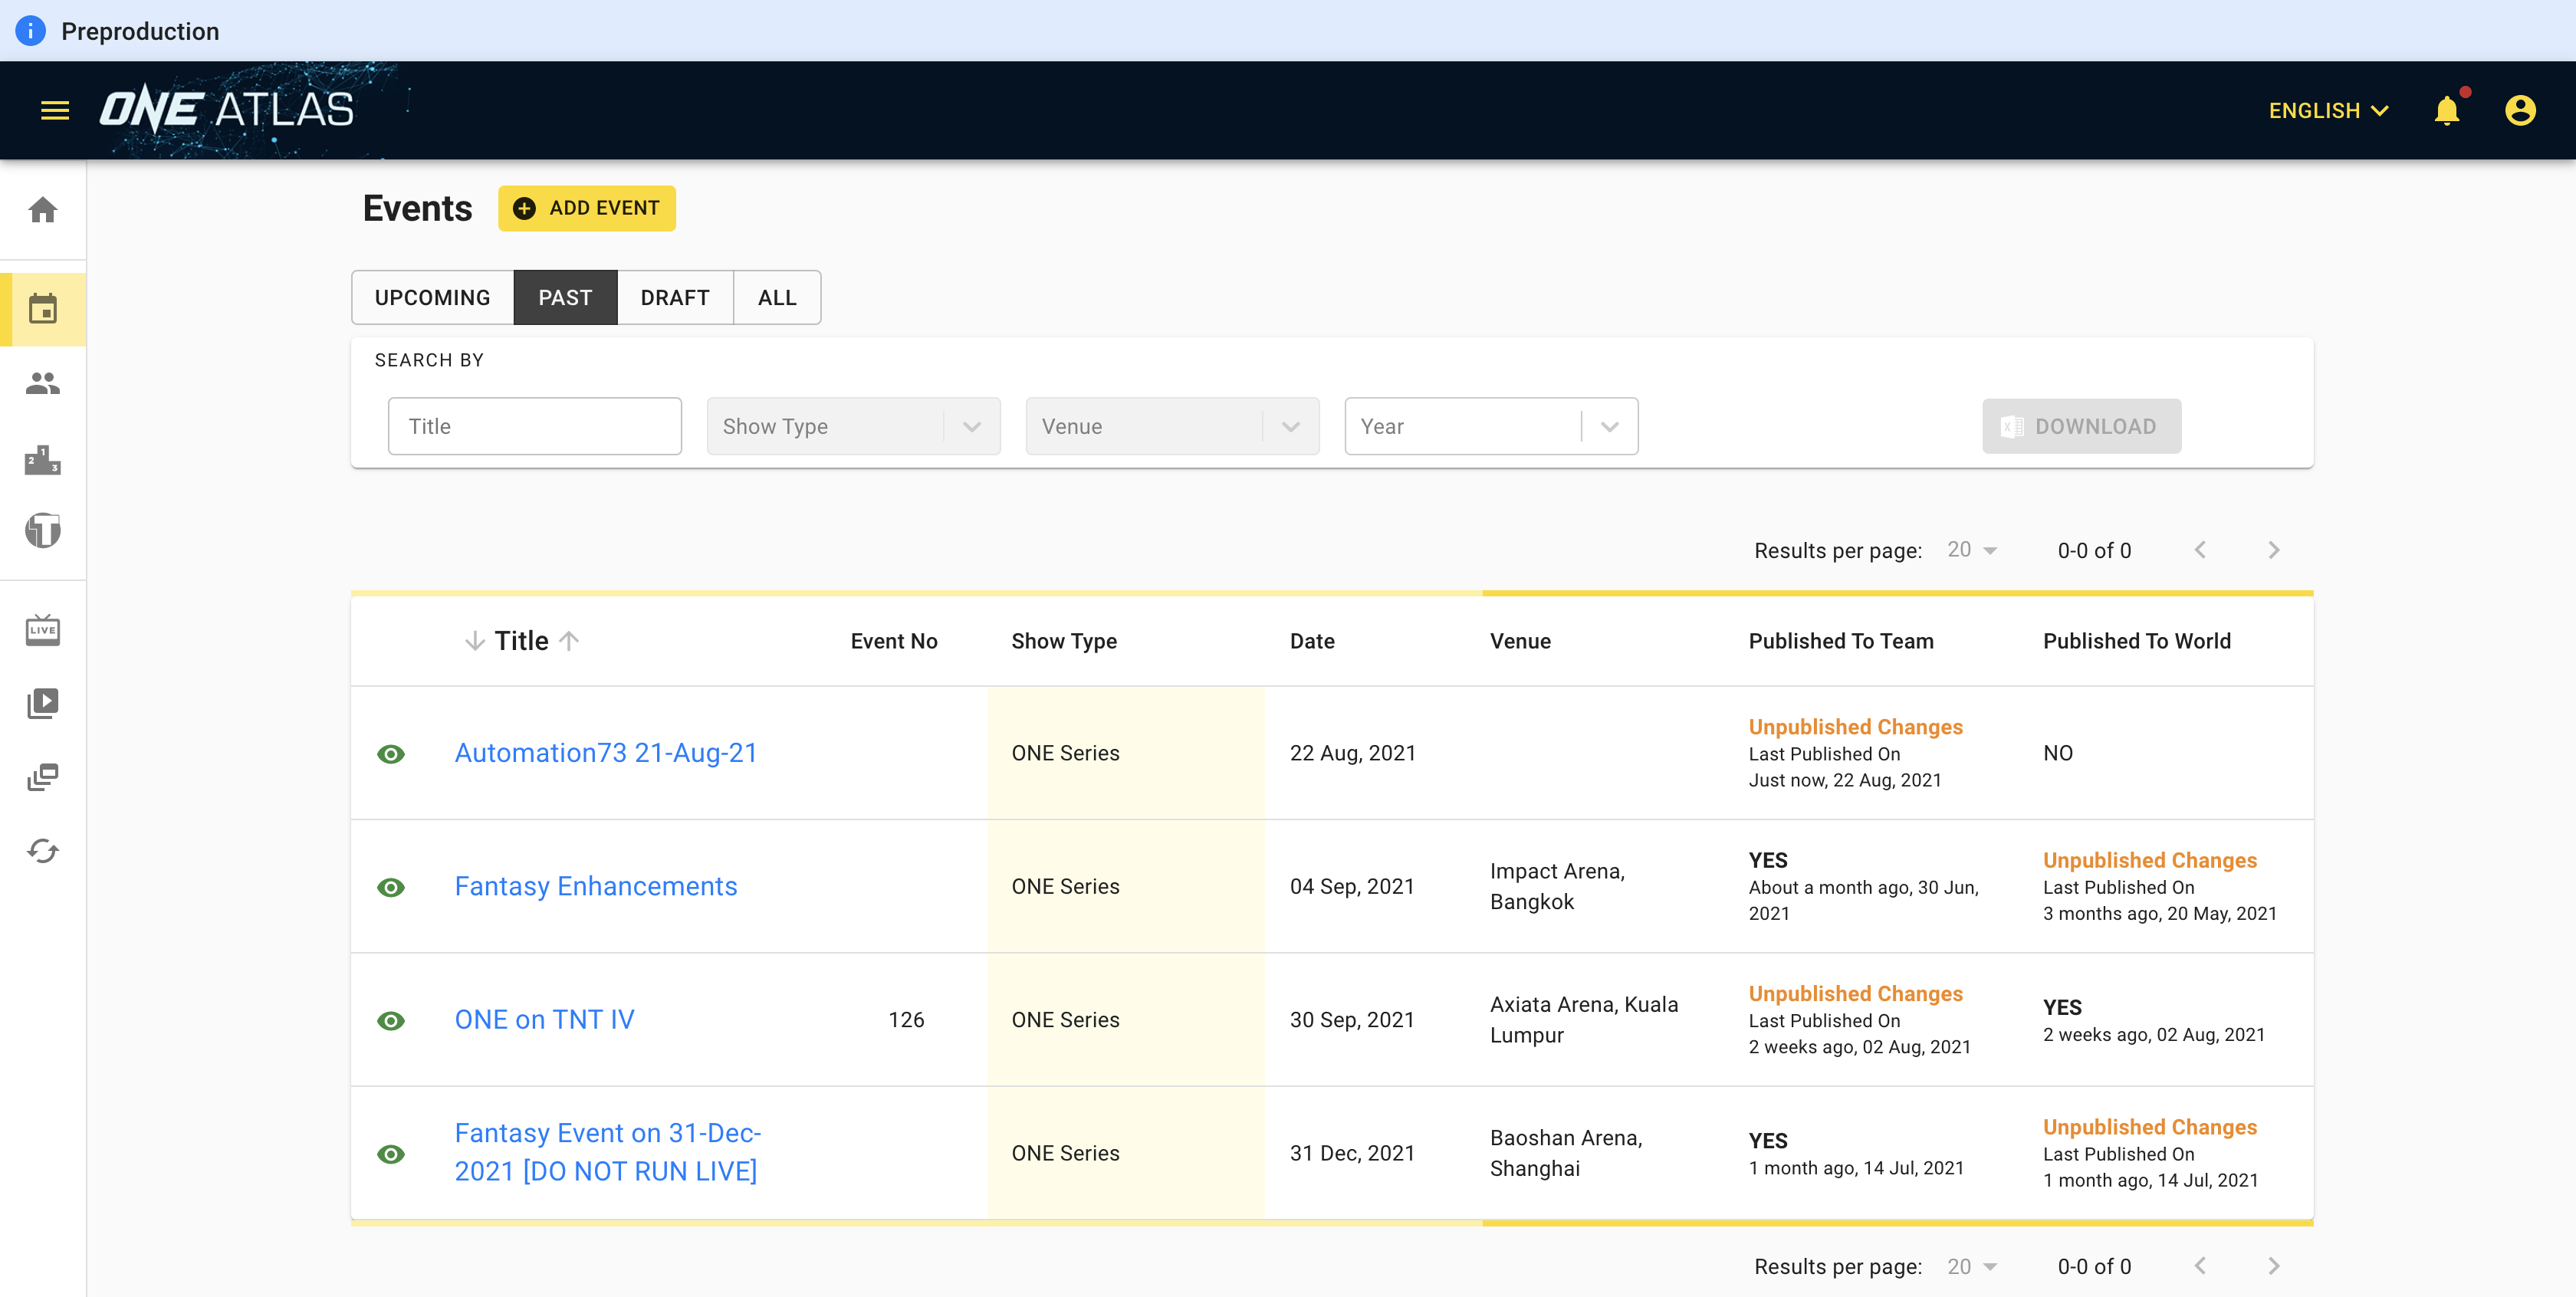 Preproduction
ONE ATLAS
ENGLISH
Events
ADD EVENT
UPCOMING
PAST
DRAFT
ALL
SEARCH BY
Title
Show Type
Venue
Year
DOWNLOAD
Results per page: 20 0-0 of 0
Title
Event No
Show Type
Date
Venue
Published To Team
Published To World
Automation73 21-Aug-21
ONE Series
22 Aug, 2021
Unpublished Changes
Last Published On
Just now, 22 Aug, 2021
NO
Fantasy Enhancements
ONE Series
04 Sep, 2021
Impact Arena,
Bangkok
YES
About a month ago, 30 Jun,
2021
Unpublished Changes
Last Published On
3 months ago, 20 May, 2021
ONE on TNT IV
126
ONE Series
30 Sep, 2021
Axiata Arena, Kuala
Lumpur
Unpublished Changes
Last Published On
2 weeks ago, 02 Aug, 2021
YES
2 weeks ago, 02 Aug, 2021
Fantasy Event on 31-Dec-
2021 [DO NOT RUN LIVE]
ONE Series
31 Dec, 2021
Baoshan Arena,
Shanghai
YES
1 month ago, 14 Jul, 2021
Unpublished Changes
Last Published On
1 month ago, 14 Jul, 2021
Results per page: 20 0-0 of 0
2 1 3
T
LIVE